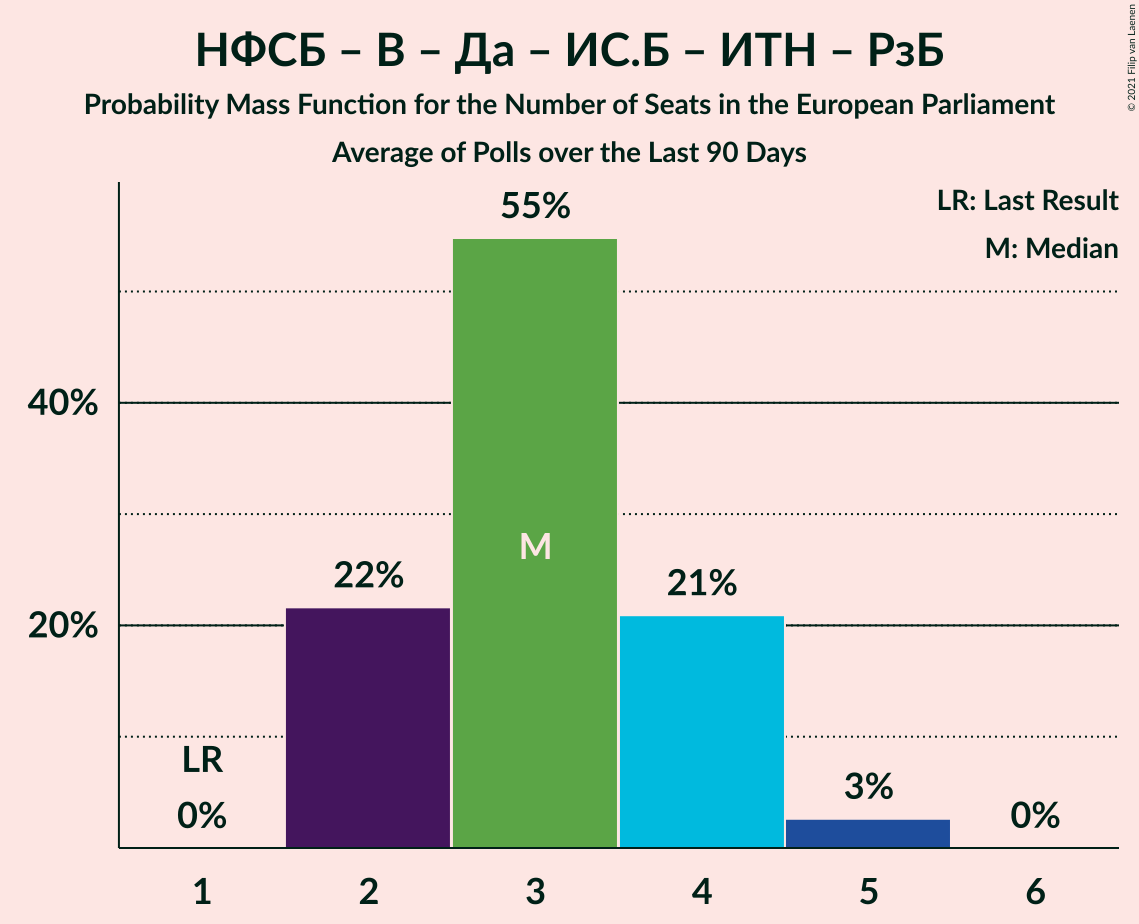 НФСБ – В – Да – ИС.Б – ИТН – РзБ
Probability Mass Function for the Number of Seats in the European Parliament
Average of Polls over the Last 90 Days
© 2021 Filip van Laenen
LR: Last Result
M: Median
55%
40%
M
22%
21%
20%
LR
3%
0%
0%
1 2 3 4 5 6